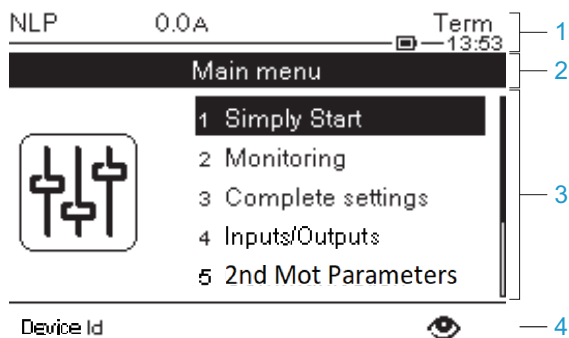 NLP 0.0A Term 1
13:53
Main menu 2
1 Simply Start
2 Monitoring
3 Complete settings 3
4 Inputs/Outputs
5 2nd Mot Parameters
Device Id 4